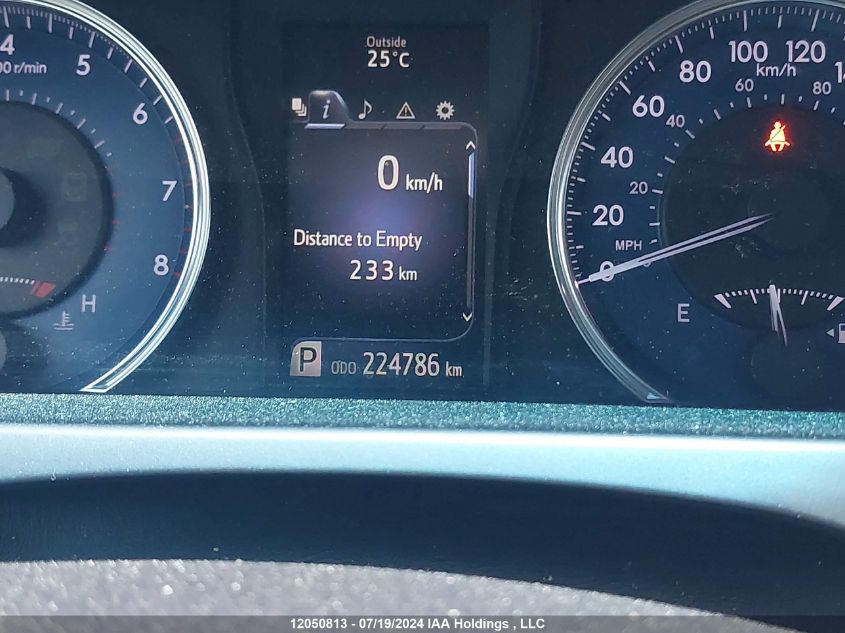 4
5
00 r/min
6
7
8
H
Outside
25°C
i
0 km/h
Distance to Empty
233 km
P ODO 224786 km
100 120
80 km/h
60 60 80
40 40
20 20
0 MPH
E
12050813 - 07/19/2024 IAA Holdings , LLC